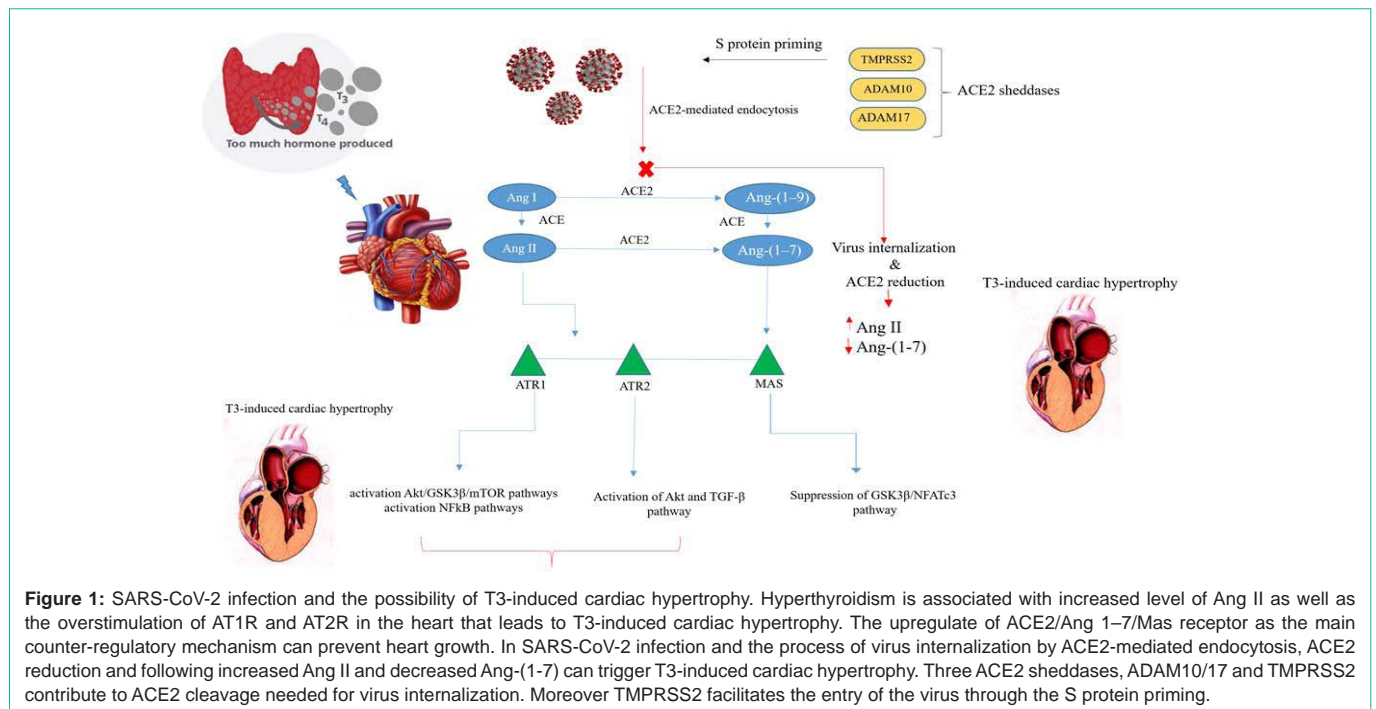 S protein priming
TMPRSS2
ADAM10
ADAM17
ACE2 sheddases
T3
T4
Too much hormone produced
ACE2-mediated endocytosis
Ang I
ACE2
Ang-(1–9)
ACE
ACE
Ang II
ACE2
Ang-(1–7)
Virus internalization
&
ACE2 reduction
Ang II
Ang-(1-7)
T3-induced cardiac hypertrophy
ATR1
ATR2
MAS
T3-induced cardiac hypertrophy
activation Akt/GSK3β/mTOR pathways
activation NFkB pathways
Activation of Akt and TGF-β
pathway
Suppression of GSK3β/NFATc3
pathway
Figure 1: SARS-CoV-2 infection and the possibility of T3-induced cardiac hypertrophy. Hyperthyroidism is associated with increased level of Ang II as well as
the overstimulation of AT1R and AT2R in the heart that leads to T3-induced cardiac hypertrophy. The upregulate of ACE2/Ang 1–7/Mas receptor as the main
counter-regulatory mechanism can prevent heart growth. In SARS-CoV-2 infection and the process of virus internalization by ACE2-mediated endocytosis, ACE2
reduction and following increased Ang II and decreased Ang-(1-7) can trigger T3-induced cardiac hypertrophy. Three ACE2 sheddases, ADAM10/17 and TMPRSS2
contribute to ACE2 cleavage needed for virus internalization. Moreover TMPRSS2 facilitates the entry of the virus through the S protein priming.